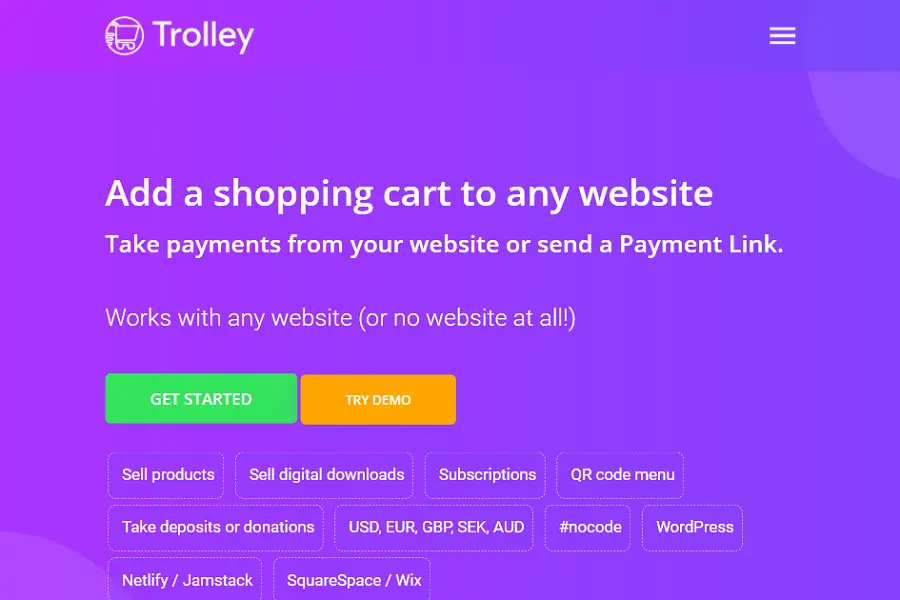 Trolley
Add a shopping cart to any website
Take payments from your website or send a Payment Link.
Works with any website (or no website at all!)
GET STARTED TRY DEMO
Sell products Sell digital downloads Subscriptions QR code menu
Take deposits or donations USD, EUR, GBP, SEK, AUD #nocode WordPress
Netlify / Jamstack SquareSpace / Wix